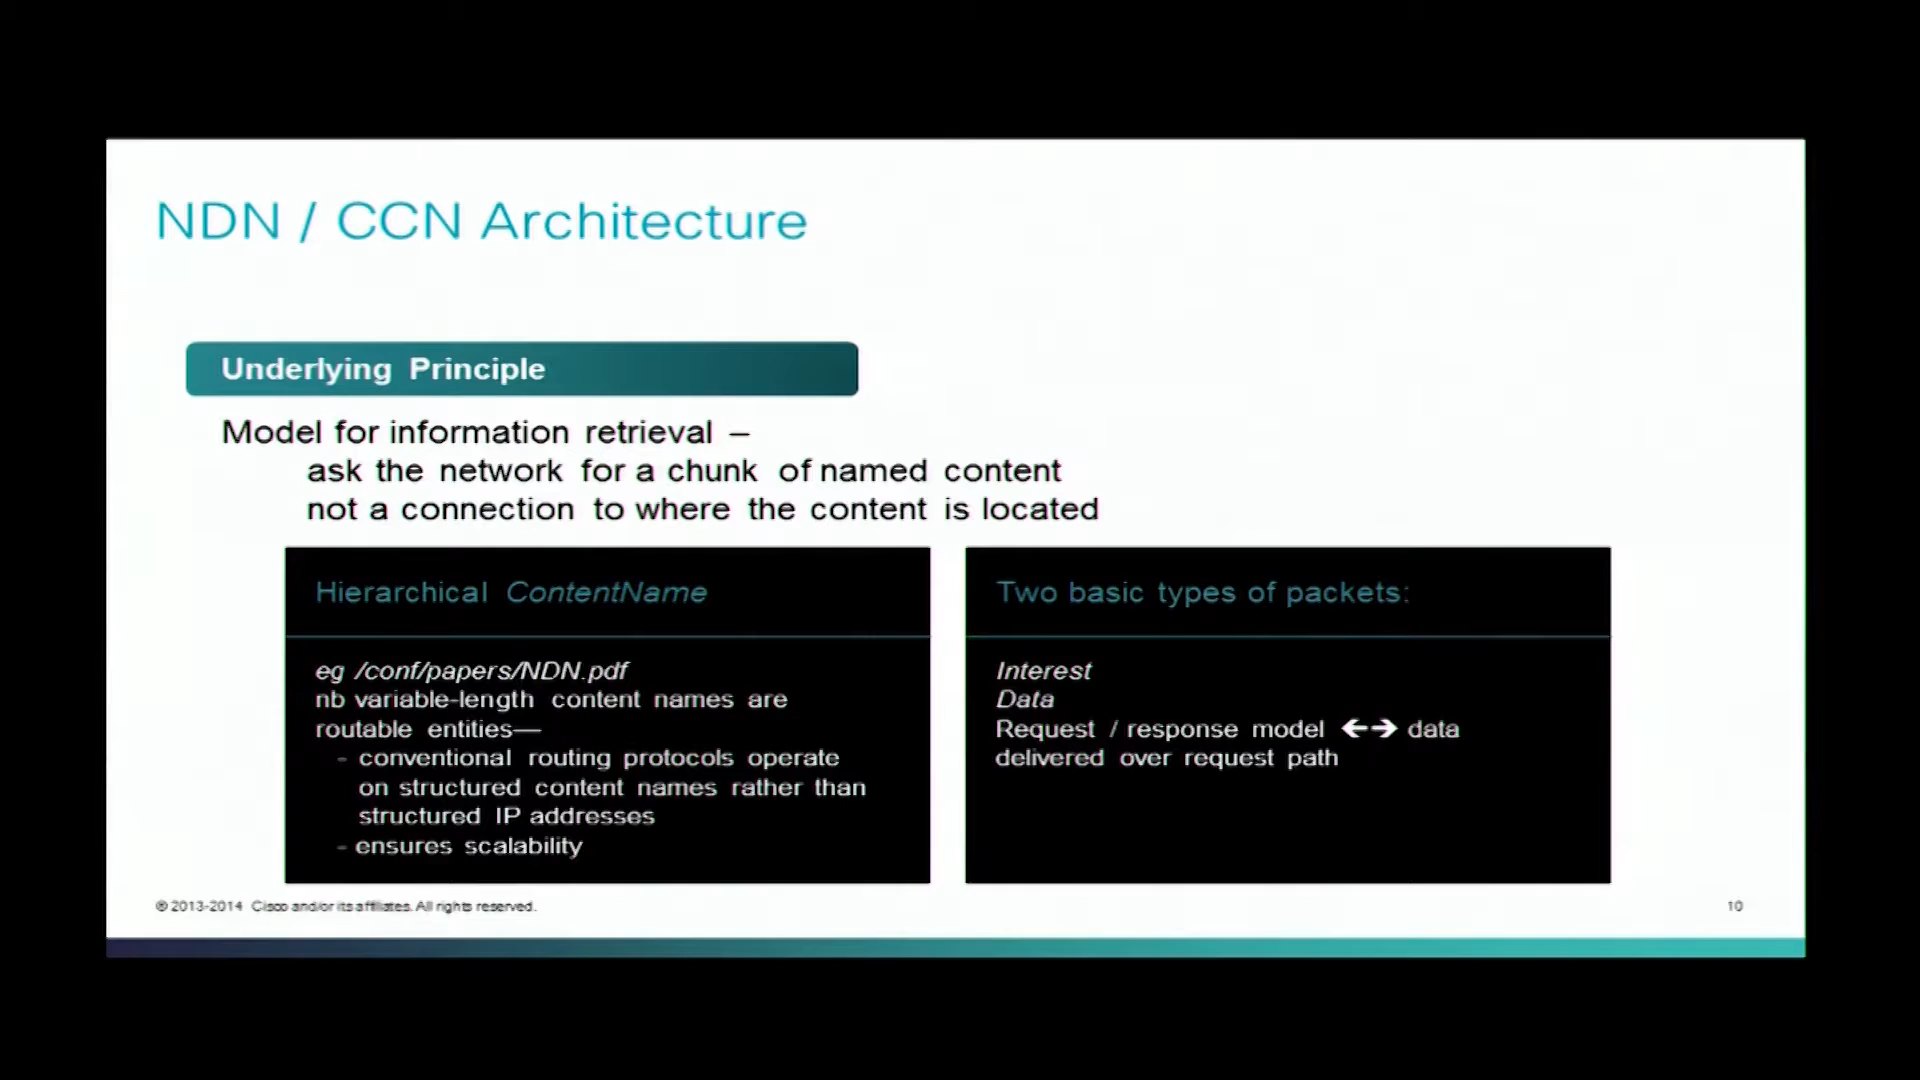 NDN / CCN Architecture
Underlying Principle
Model for information retrieval –
ask the network for a chunk of named content
not a connection to where the content is located
Hierarchical ContentName
eg /conf/papers/NDN.pdf
nb variable-length content names are
routable entities—
- conventional routing protocols operate
on structured content names rather than
structured IP addresses
- ensures scalability
Two basic types of packets:
Interest
Data
Request / response model ←→ data
delivered over request path
© 2013-2014 Cisco and/or its affiliates. All rights reserved.
10